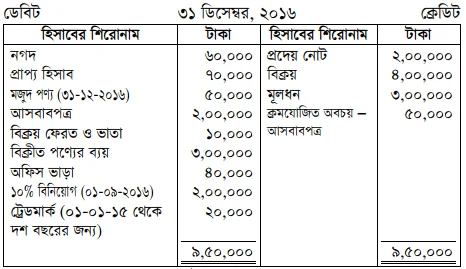 ডেবিট ৩১ ডিসেম্বর, ২০১৬ ক্রেডিট
হিসাবের শিরোনাম টাকা হিসাবের শিরোনাম টাকা
নগদ ৬০,০০০ প্রদেয় নোট ২,০০,০০০
প্রাপ্য হিসাব ৭০,০০০ বিক্রয় ৪,০০,০০০
মজুদ পণ্য (৩১-১২-২০১৬) ৫০,০০০ মূলধন ৩,০০,০০০
আসবাবপত্র ২,০০,০০০ ক্রমযোজিত অবচয় – ৫০,০০০
বিক্রয় ফেরত ও ভাতা ১০,০০০ আসবাবপত্র
বিক্রীত পণ্যের ব্যয় ৩,০০,০০০
অফিস ভাড়া ৪০,০০০
১০% বিনিয়োগ (০১-০৯-২০১৬) ২,০০,০০০
ট্রেডমার্ক (০১-০১-১৫ থেকে ২০,০০০
দশ বছরের জন্য)
৯,৫০,০০০ ৯,৫০,০০০